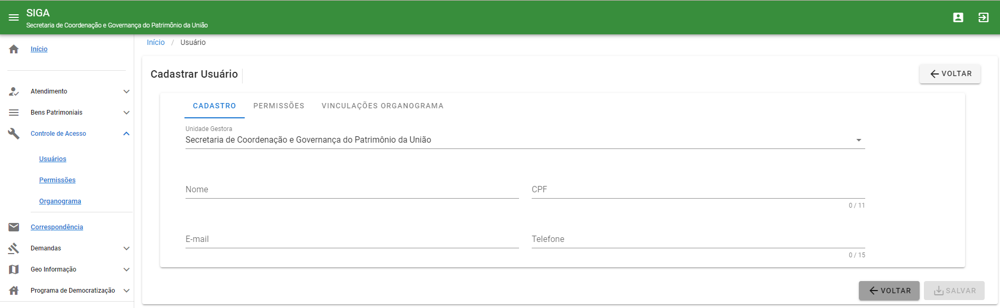 SIGA
Secretaria de Coordenação e Governança do Patrimônio da União
Início
Atendimento
Bens Patrimoniais
Controle de Acesso
Usuários
Permissões
Organograma
Correspondência
Demandas
Geo Informação
Programa de Democratização
Início / Usuário
Cadastrar Usuário
VOLTAR
CADASTRO PERMISSÕES VINCULAÇÕES ORGANOGRAMA
Unidade Gestora
Secretaria de Coordenação e Governança do Patrimônio da União
Nome CPF
0 / 11
E-mail Telefone
0 / 15
VOLTAR SALVAR